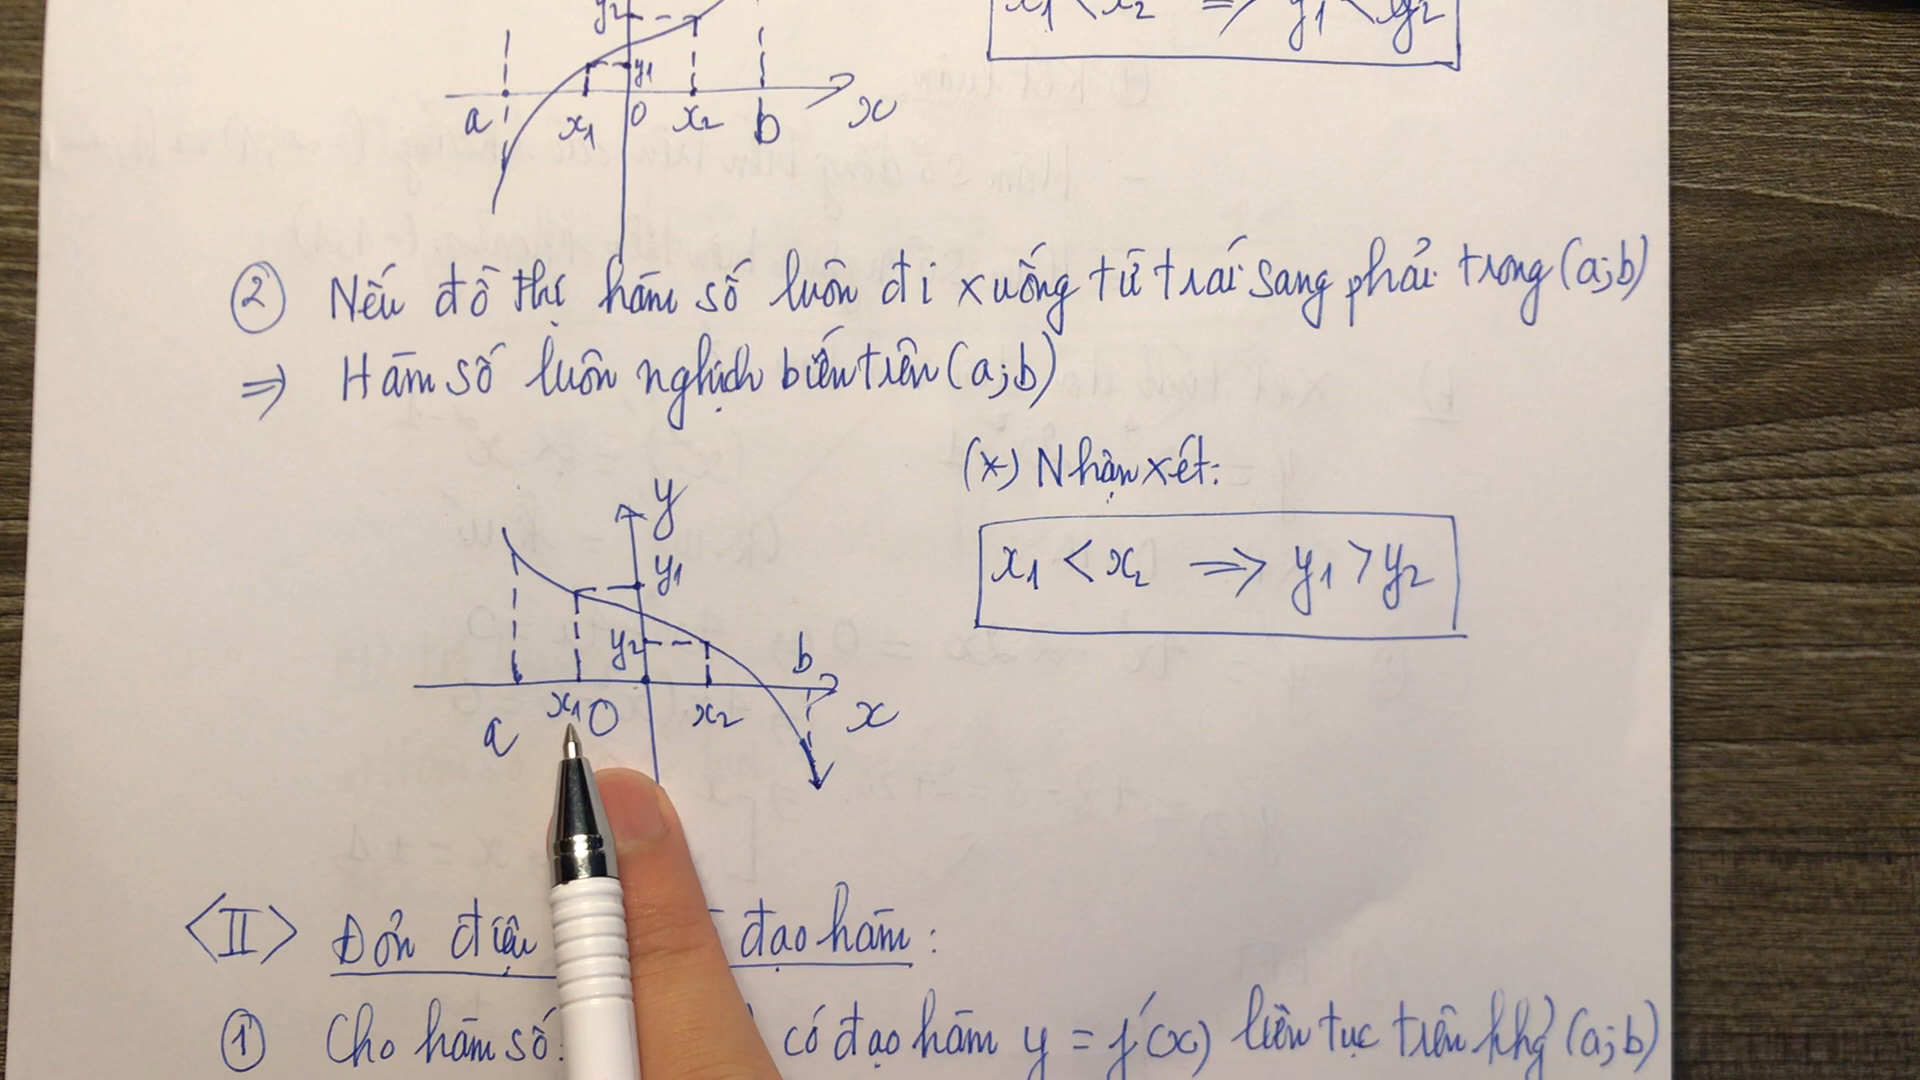 x1 < x2 => y1 < y2
y2
y1
a x1 O x2 b x
② Nếu đồ thị hàm số luôn đi xuống từ trái sang phải trong (a;b)
=> Hàm số luôn nghịch biến trên (a;b)
(*) Nhận xét:
y
y1
x1 < x2 => y1 > y2
y2
b
a x1 O x2 x
<II> Đơn điệu đạo hàm:
① Cho hàm số có đạo hàm y = f'(x) liên tục trên khg (a;b)